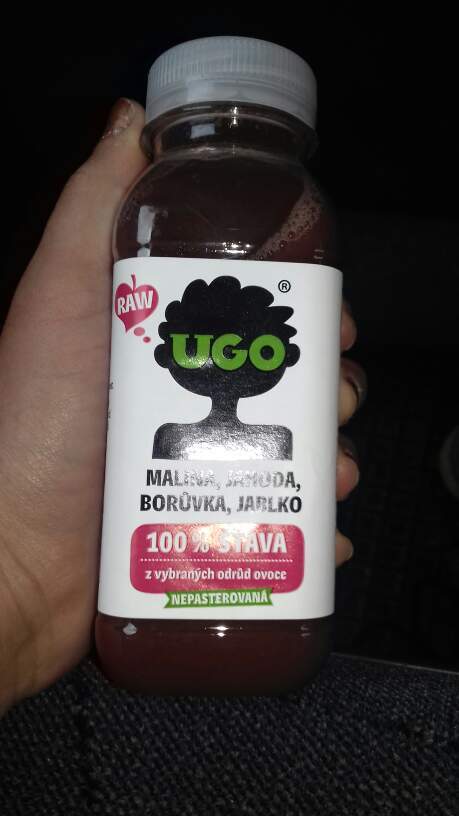 RAW
®
UGO
MALINA, JAHODA,
BORŮVKA, JABLKO
100 % ŠŤÁVA
z vybraných odrůd ovoce
NEPASTEROVANÁ